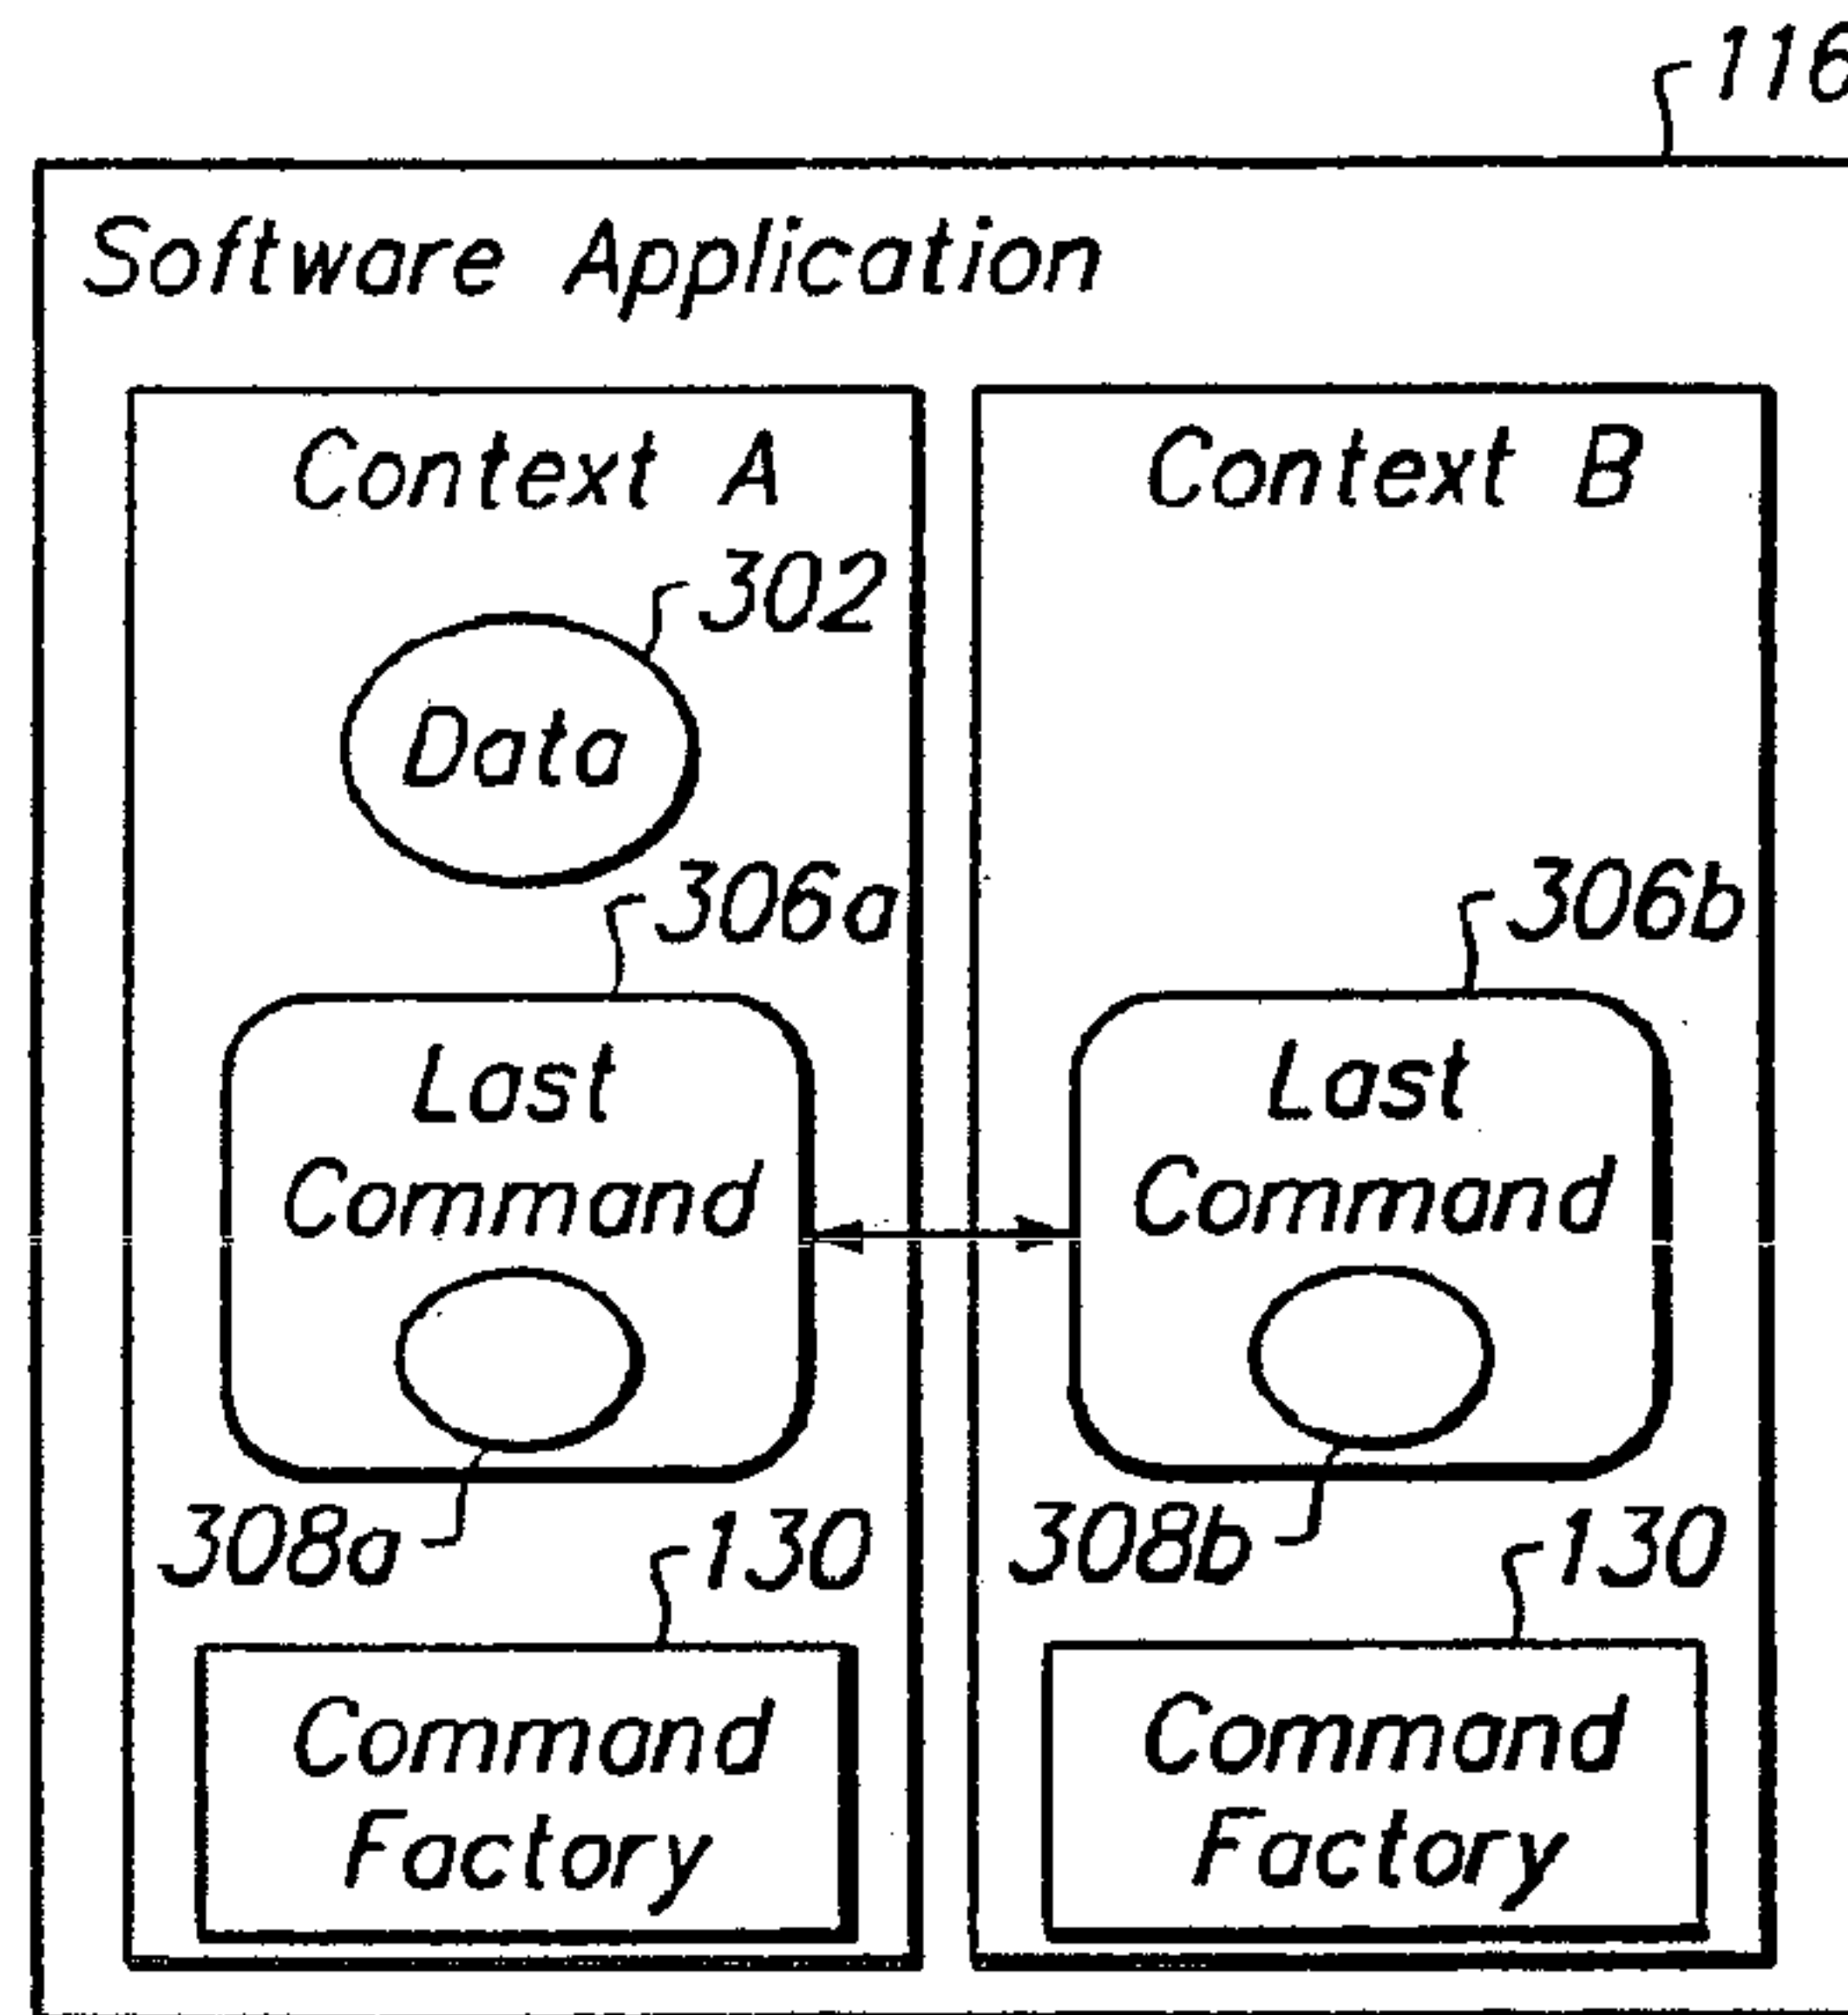 116
Software Application
Context A
302
Data
306a
Last
Command
308a
130
Command
Factory
Context B
306b
Last
Command
308b
130
Command
Factory